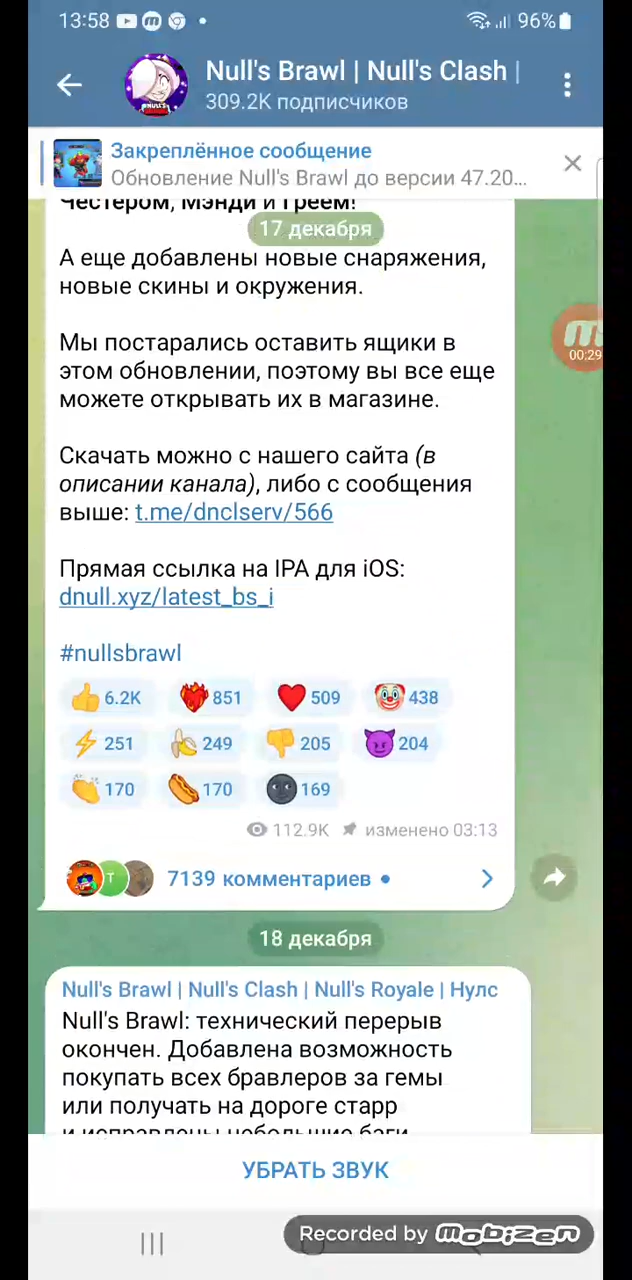 13:58
96%
Null's Brawl | Null's Clash |
309.2K подписчиков
Закреплённое сообщение
Обновление Null's Brawl до версии 47.20...
Честером, Мэнди и Греем!
17 декабря
А еще добавлены новые снаряжения,
новые скины и окружения.
Мы постарались оставить ящики в
этом обновлении, поэтому вы все еще
можете открывать их в магазине.
00:29
Скачать можно с нашего сайта (в
описании канала), либо с сообщения
выше: t.me/dnclserv/566
Прямая ссылка на IPA для iOS:
dnull.xyz/latest_bs_i
#nullsbrawl
6.2K 851 509 438
251 249 205 204
170 170 169
112.9K изменено 03:13
T
7139 комментариев
18 декабря
Null's Brawl | Null's Clash | Null's Royale | Нулс
Null's Brawl: технический перерыв
окончен. Добавлена возможность
покупать всех бравлеров за гемы
или получать на дороге старр
и исправлены небольшие баги
УБРАТЬ ЗВУК
Recorded by mobizen